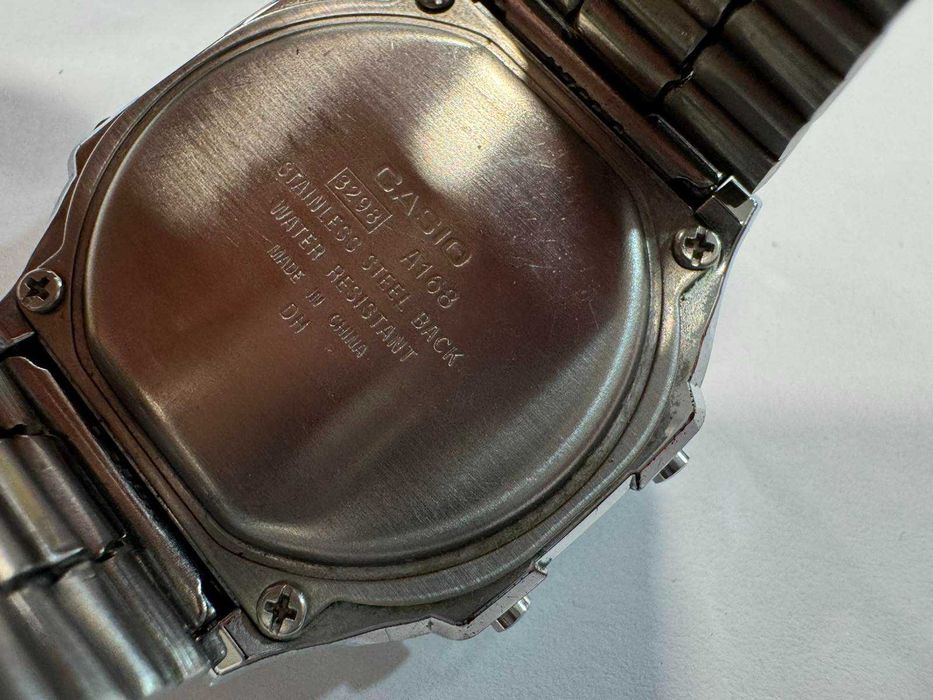 CASIO
3298 A168
STAINLESS STEEL BACK
WATER RESISTANT
MADE IN CHINA
DH